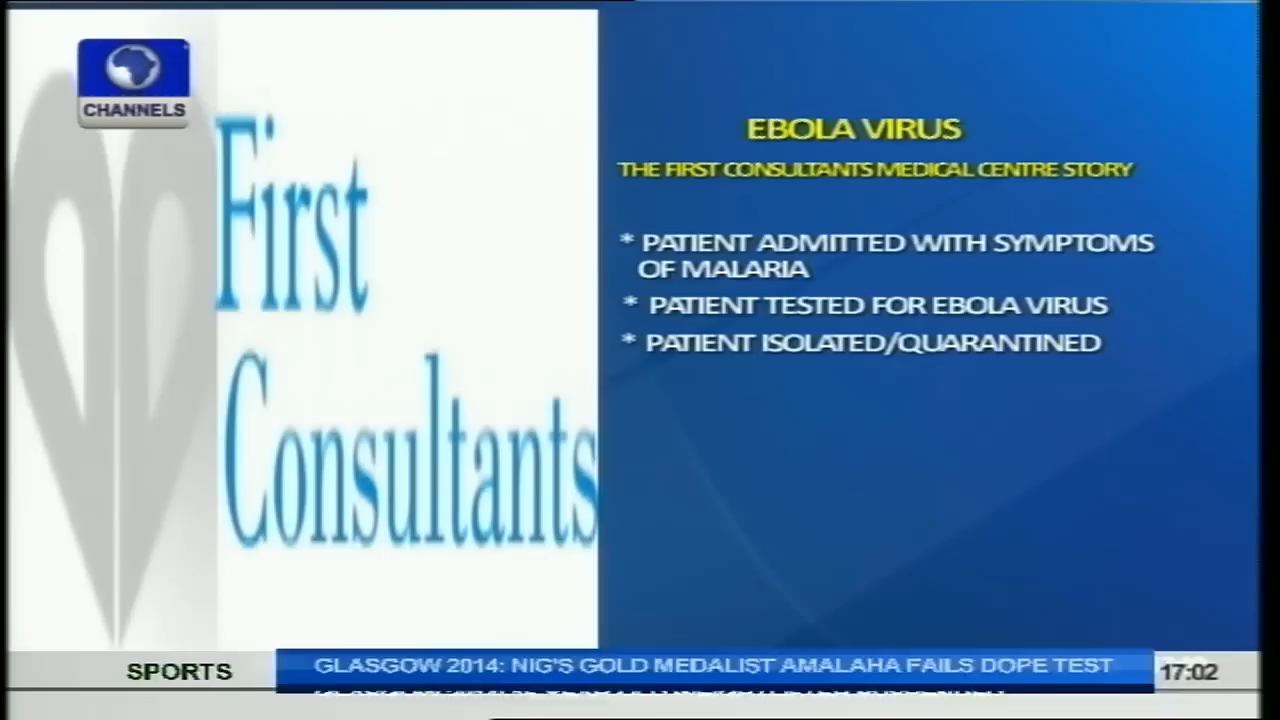 CHANNELS
First
Consultants
EBOLA VIRUS
THE FIRST CONSULTANTS MEDICAL CENTRE STORY
* PATIENT ADMITTED WITH SYMPTOMS
OF MALARIA
* PATIENT TESTED FOR EBOLA VIRUS
* PATIENT ISOLATED/QUARANTINED
SPORTS
GLASGOW 2014: NIG'S GOLD MEDALIST AMALAHA FAILS DOPE TEST
17:02